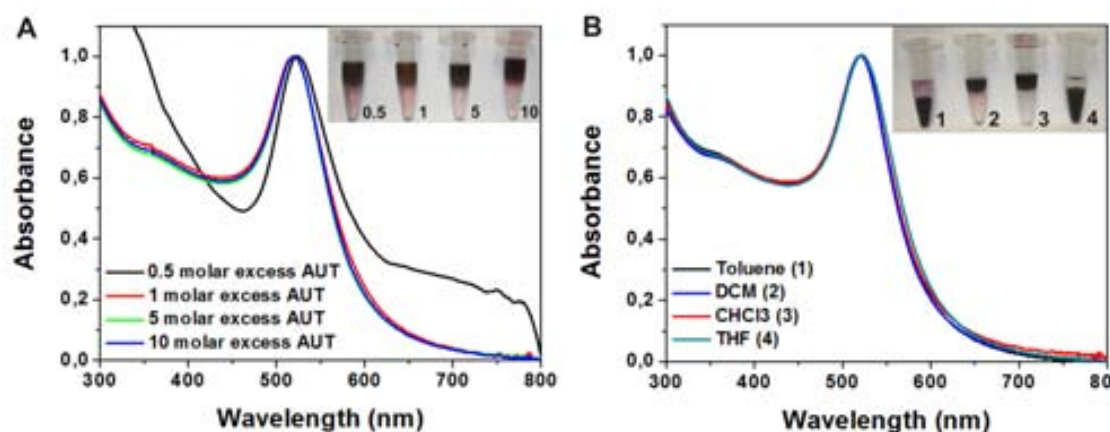 A
Absorbance
1,0
0,8
0,6
0,4
0,2
0,0
0.5 1 5 10
0.5 molar excess AUT
1 molar excess AUT
5 molar excess AUT
10 molar excess AUT
300 400 500 600 700 800
Wavelength (nm)
B
Absorbance
1,0
0,8
0,6
0,4
0,2
0,0
1 2 3 4
Toluene (1)
DCM (2)
CHCl3 (3)
THF (4)
300 400 500 600 700 800
Wavelength (nm)